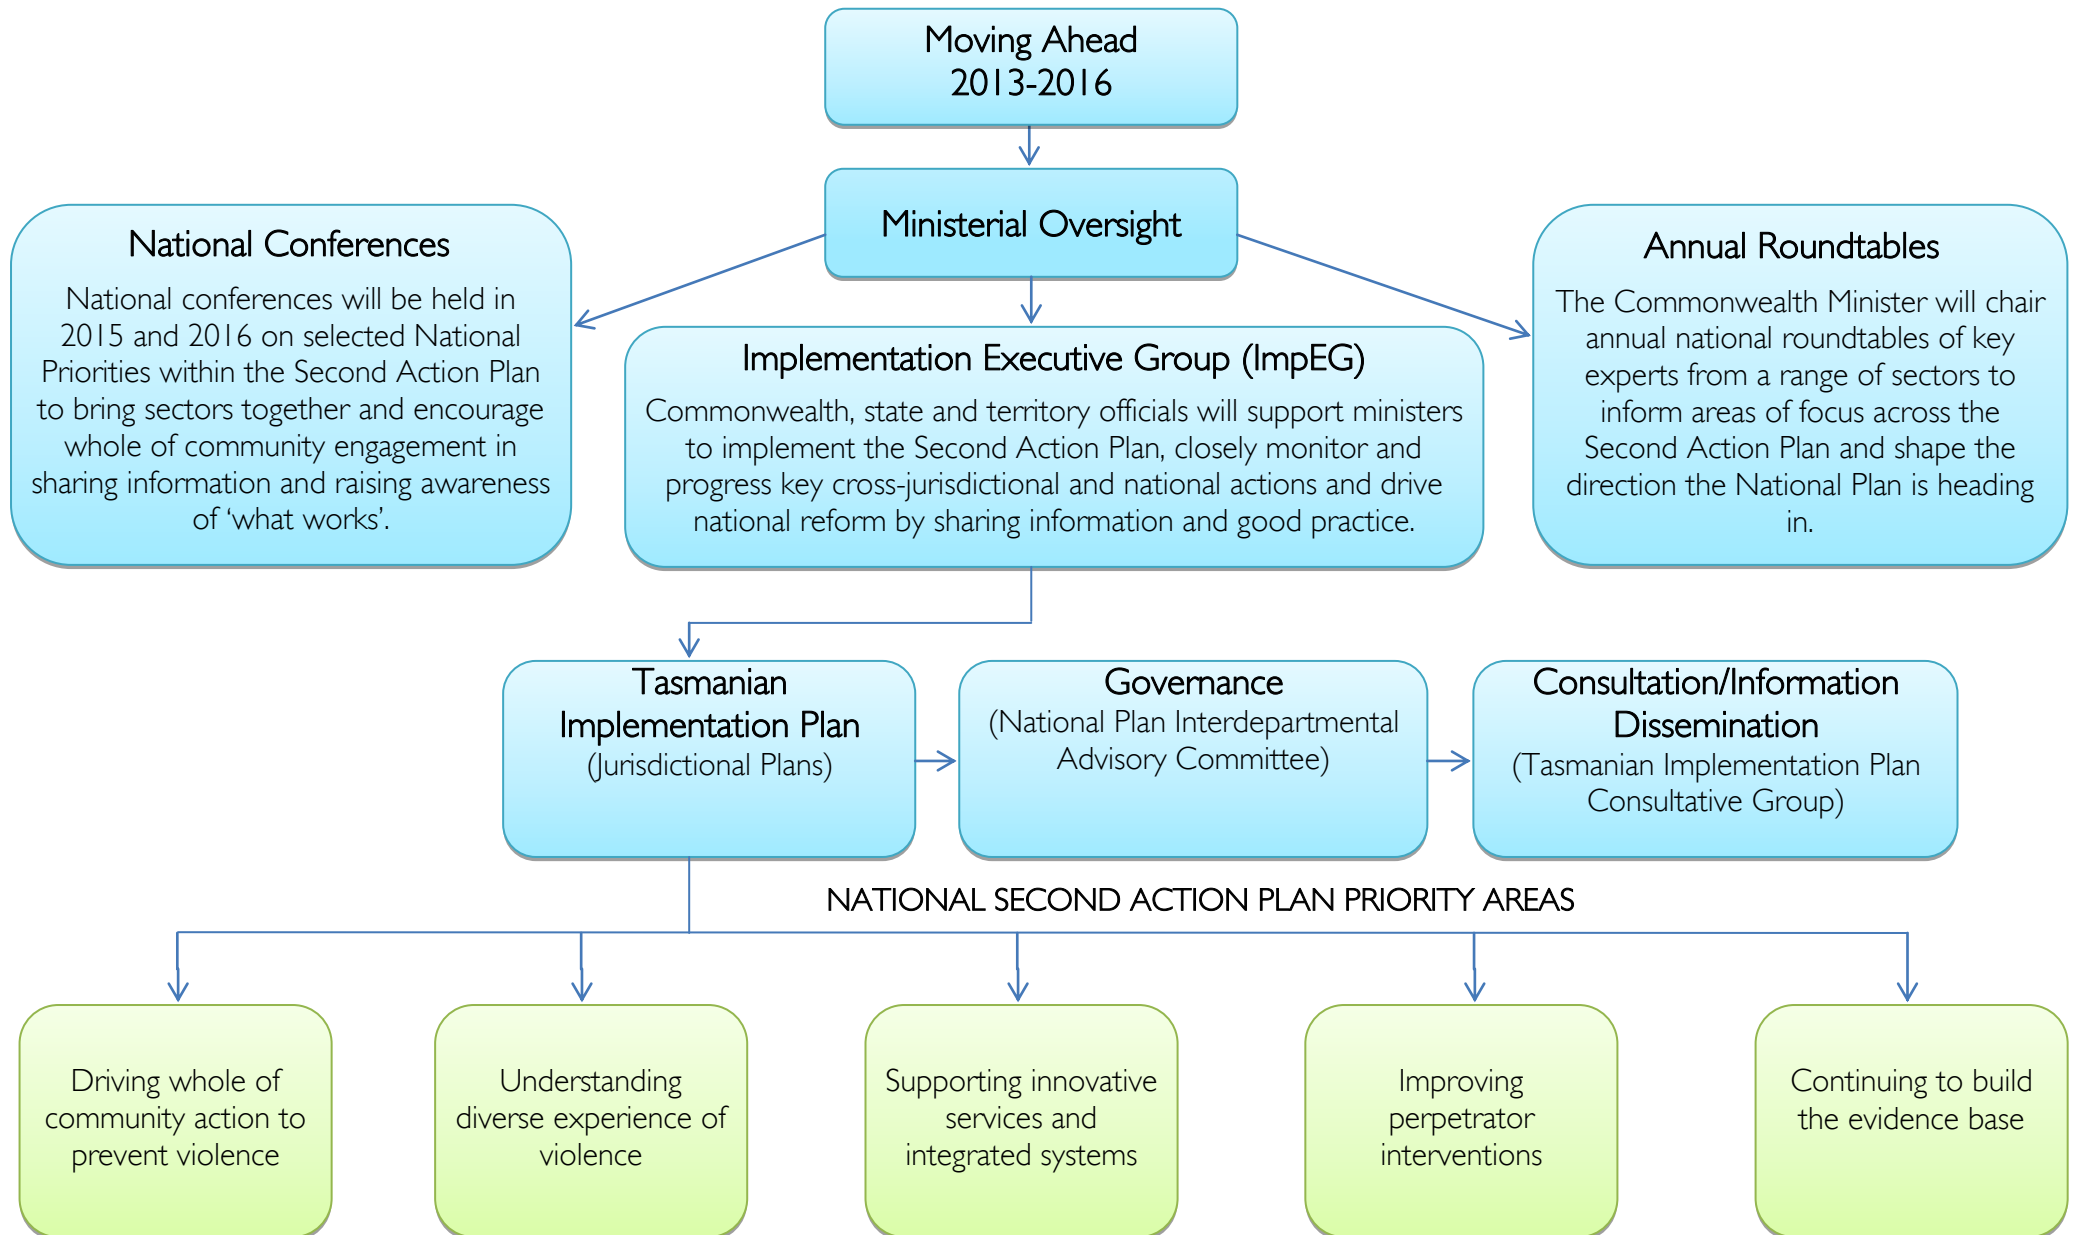 Moving Ahead
2013-2016
Ministerial Oversight
National Conferences
National conferences will be held in
2015 and 2016 on selected National
Priorities within the Second Action Plan
to bring sectors together and encourage
whole of community engagement in
sharing information and raising awareness
of ‘what works’.
Implementation Executive Group (ImpEG)
Commonwealth, state and territory officials will support ministers
to implement the Second Action Plan, closely monitor and
progress key cross-jurisdictional and national actions and drive
national reform by sharing information and good practice.
Annual Roundtables
The Commonwealth Minister will chair
annual national roundtables of key
experts from a range of sectors to
inform areas of focus across the
Second Action Plan and shape the
direction the National Plan is heading
in.
Tasmanian
Implementation Plan
(Jurisdictional Plans)
Governance
(National Plan Interdepartmental
Advisory Committee)
Consultation/Information
Dissemination
(Tasmanian Implementation Plan
Consultative Group)
NATIONAL SECOND ACTION PLAN PRIORITY AREAS
Driving whole of
community action to
prevent violence
Understanding
diverse experience of
violence
Supporting innovative
services and
integrated systems
Improving
perpetrator
interventions
Continuing to build
the evidence base